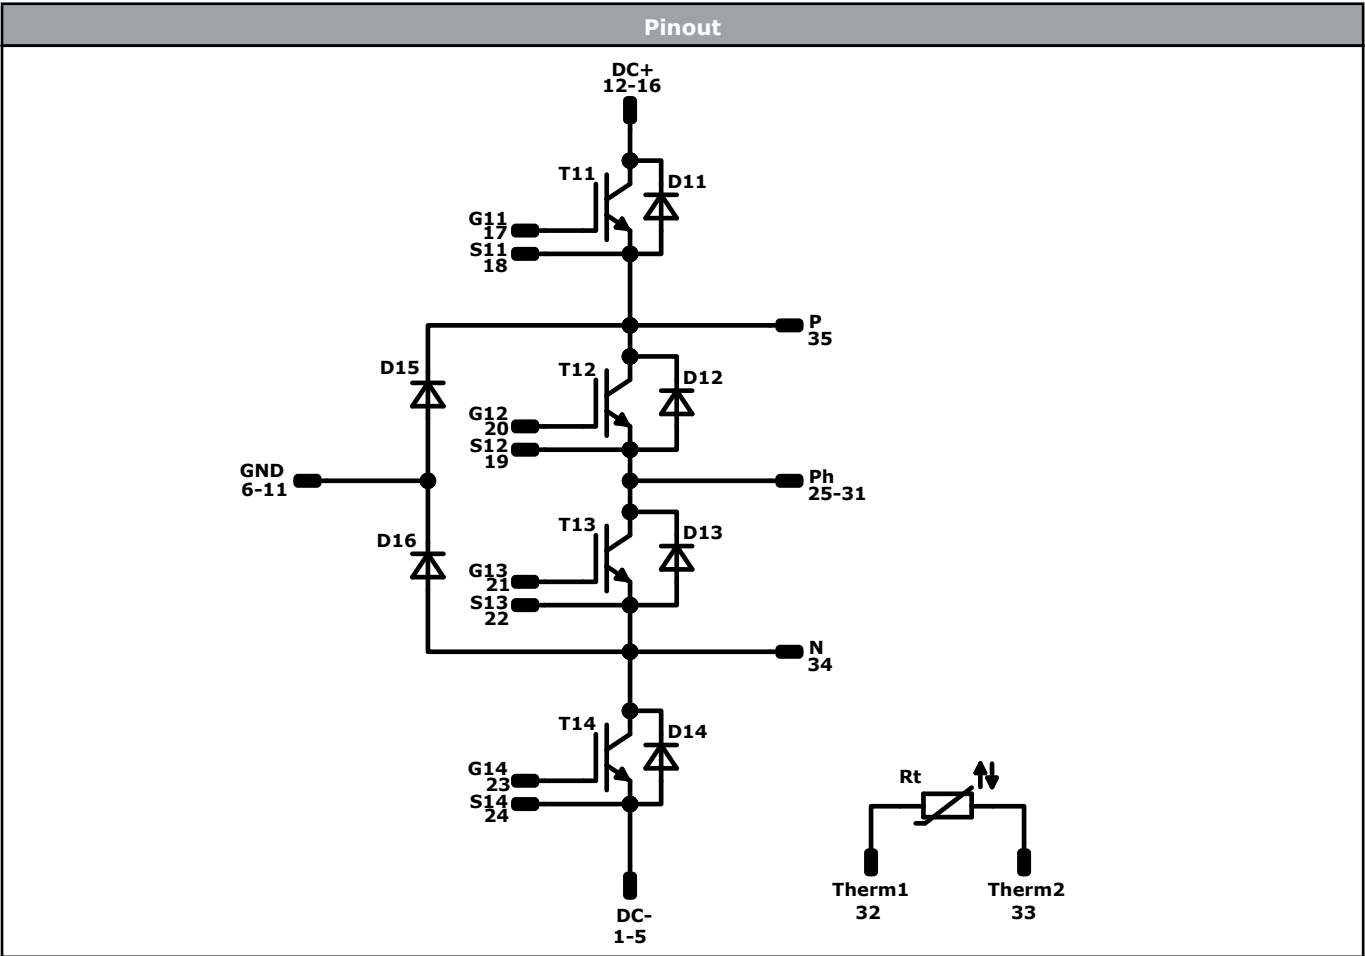 Pinout
DC+
12-16
T11
D11
G11
17
S11
18
P
35
D15
T12
D12
G12
20
S12
19
GND
6-11
Ph
25-31
D16
T13
D13
G13
21
S13
22
N
34
T14
D14
G14
23
S14
24
Rt
Therm1
32
Therm2
33
DC-
1-5